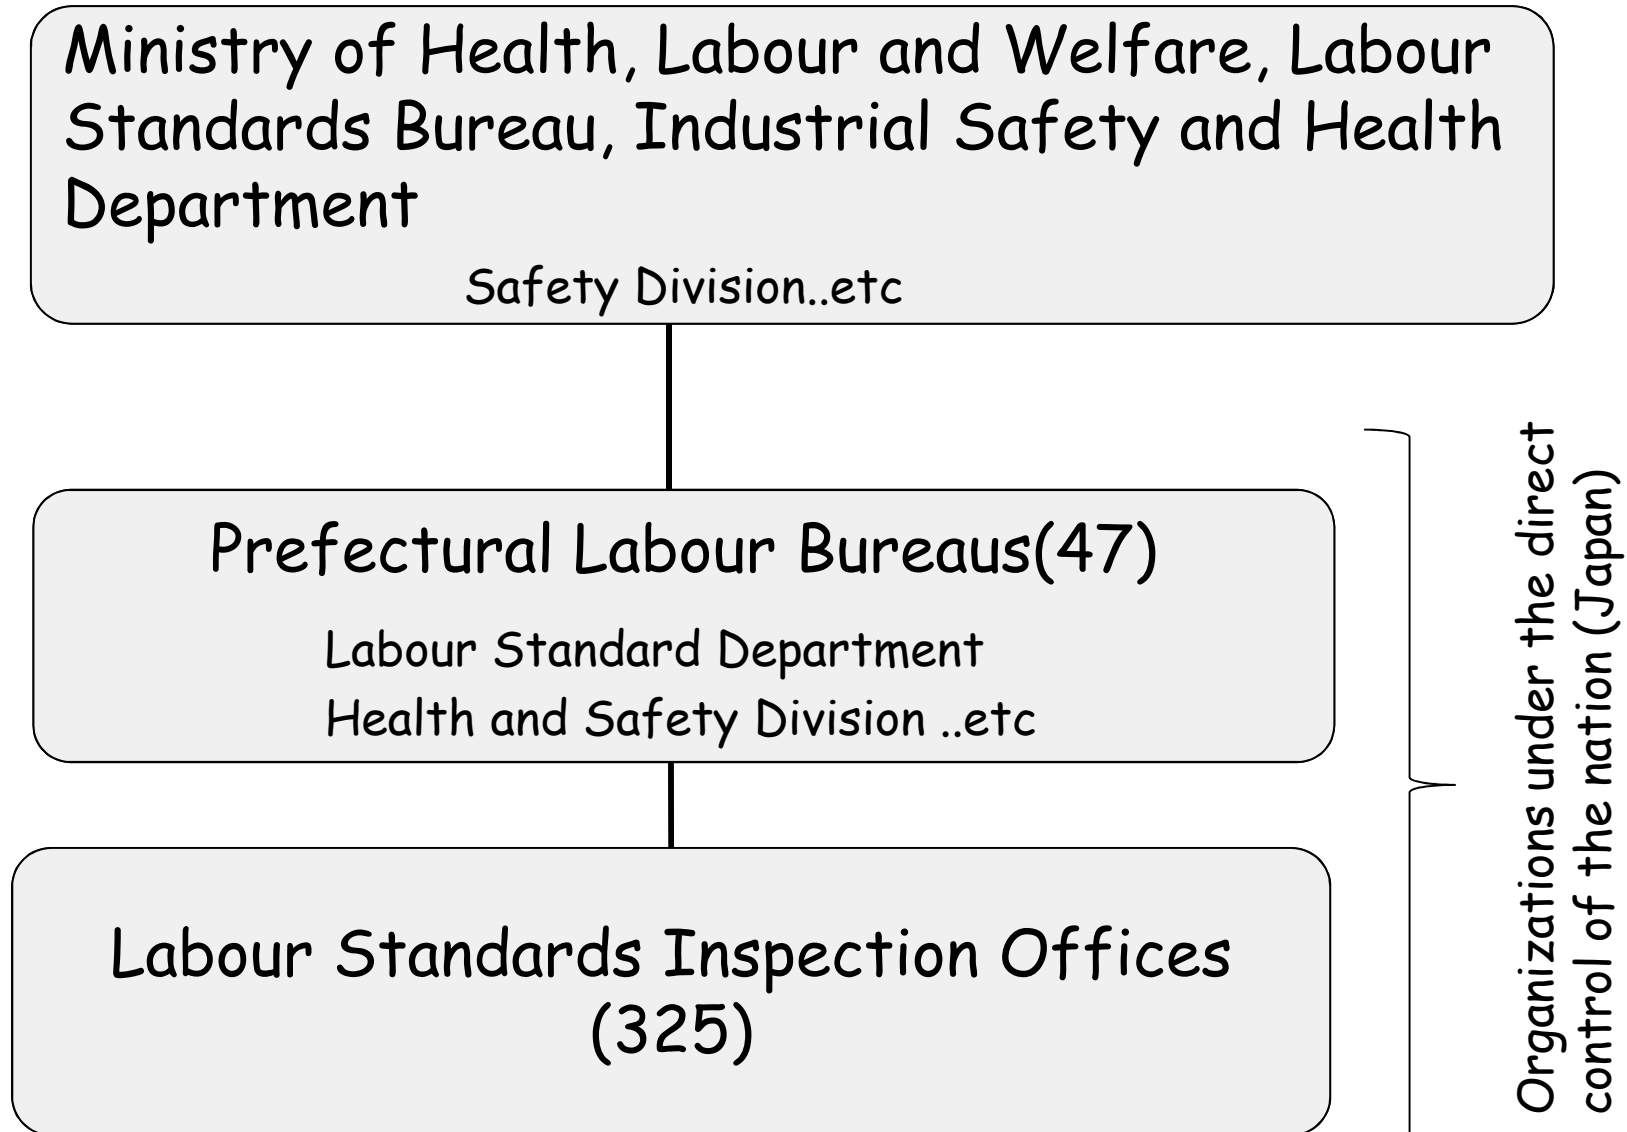 Ministry of Health, Labour and Welfare, Labour
Standards Bureau, Industrial Safety and Health
Department
Safety Division..etc
Prefectural Labour Bureaus(47)
Labour Standard Department
Health and Safety Division ..etc
Labour Standards Inspection Offices
(325)
Organizations under the direct
control of the nation (Japan)